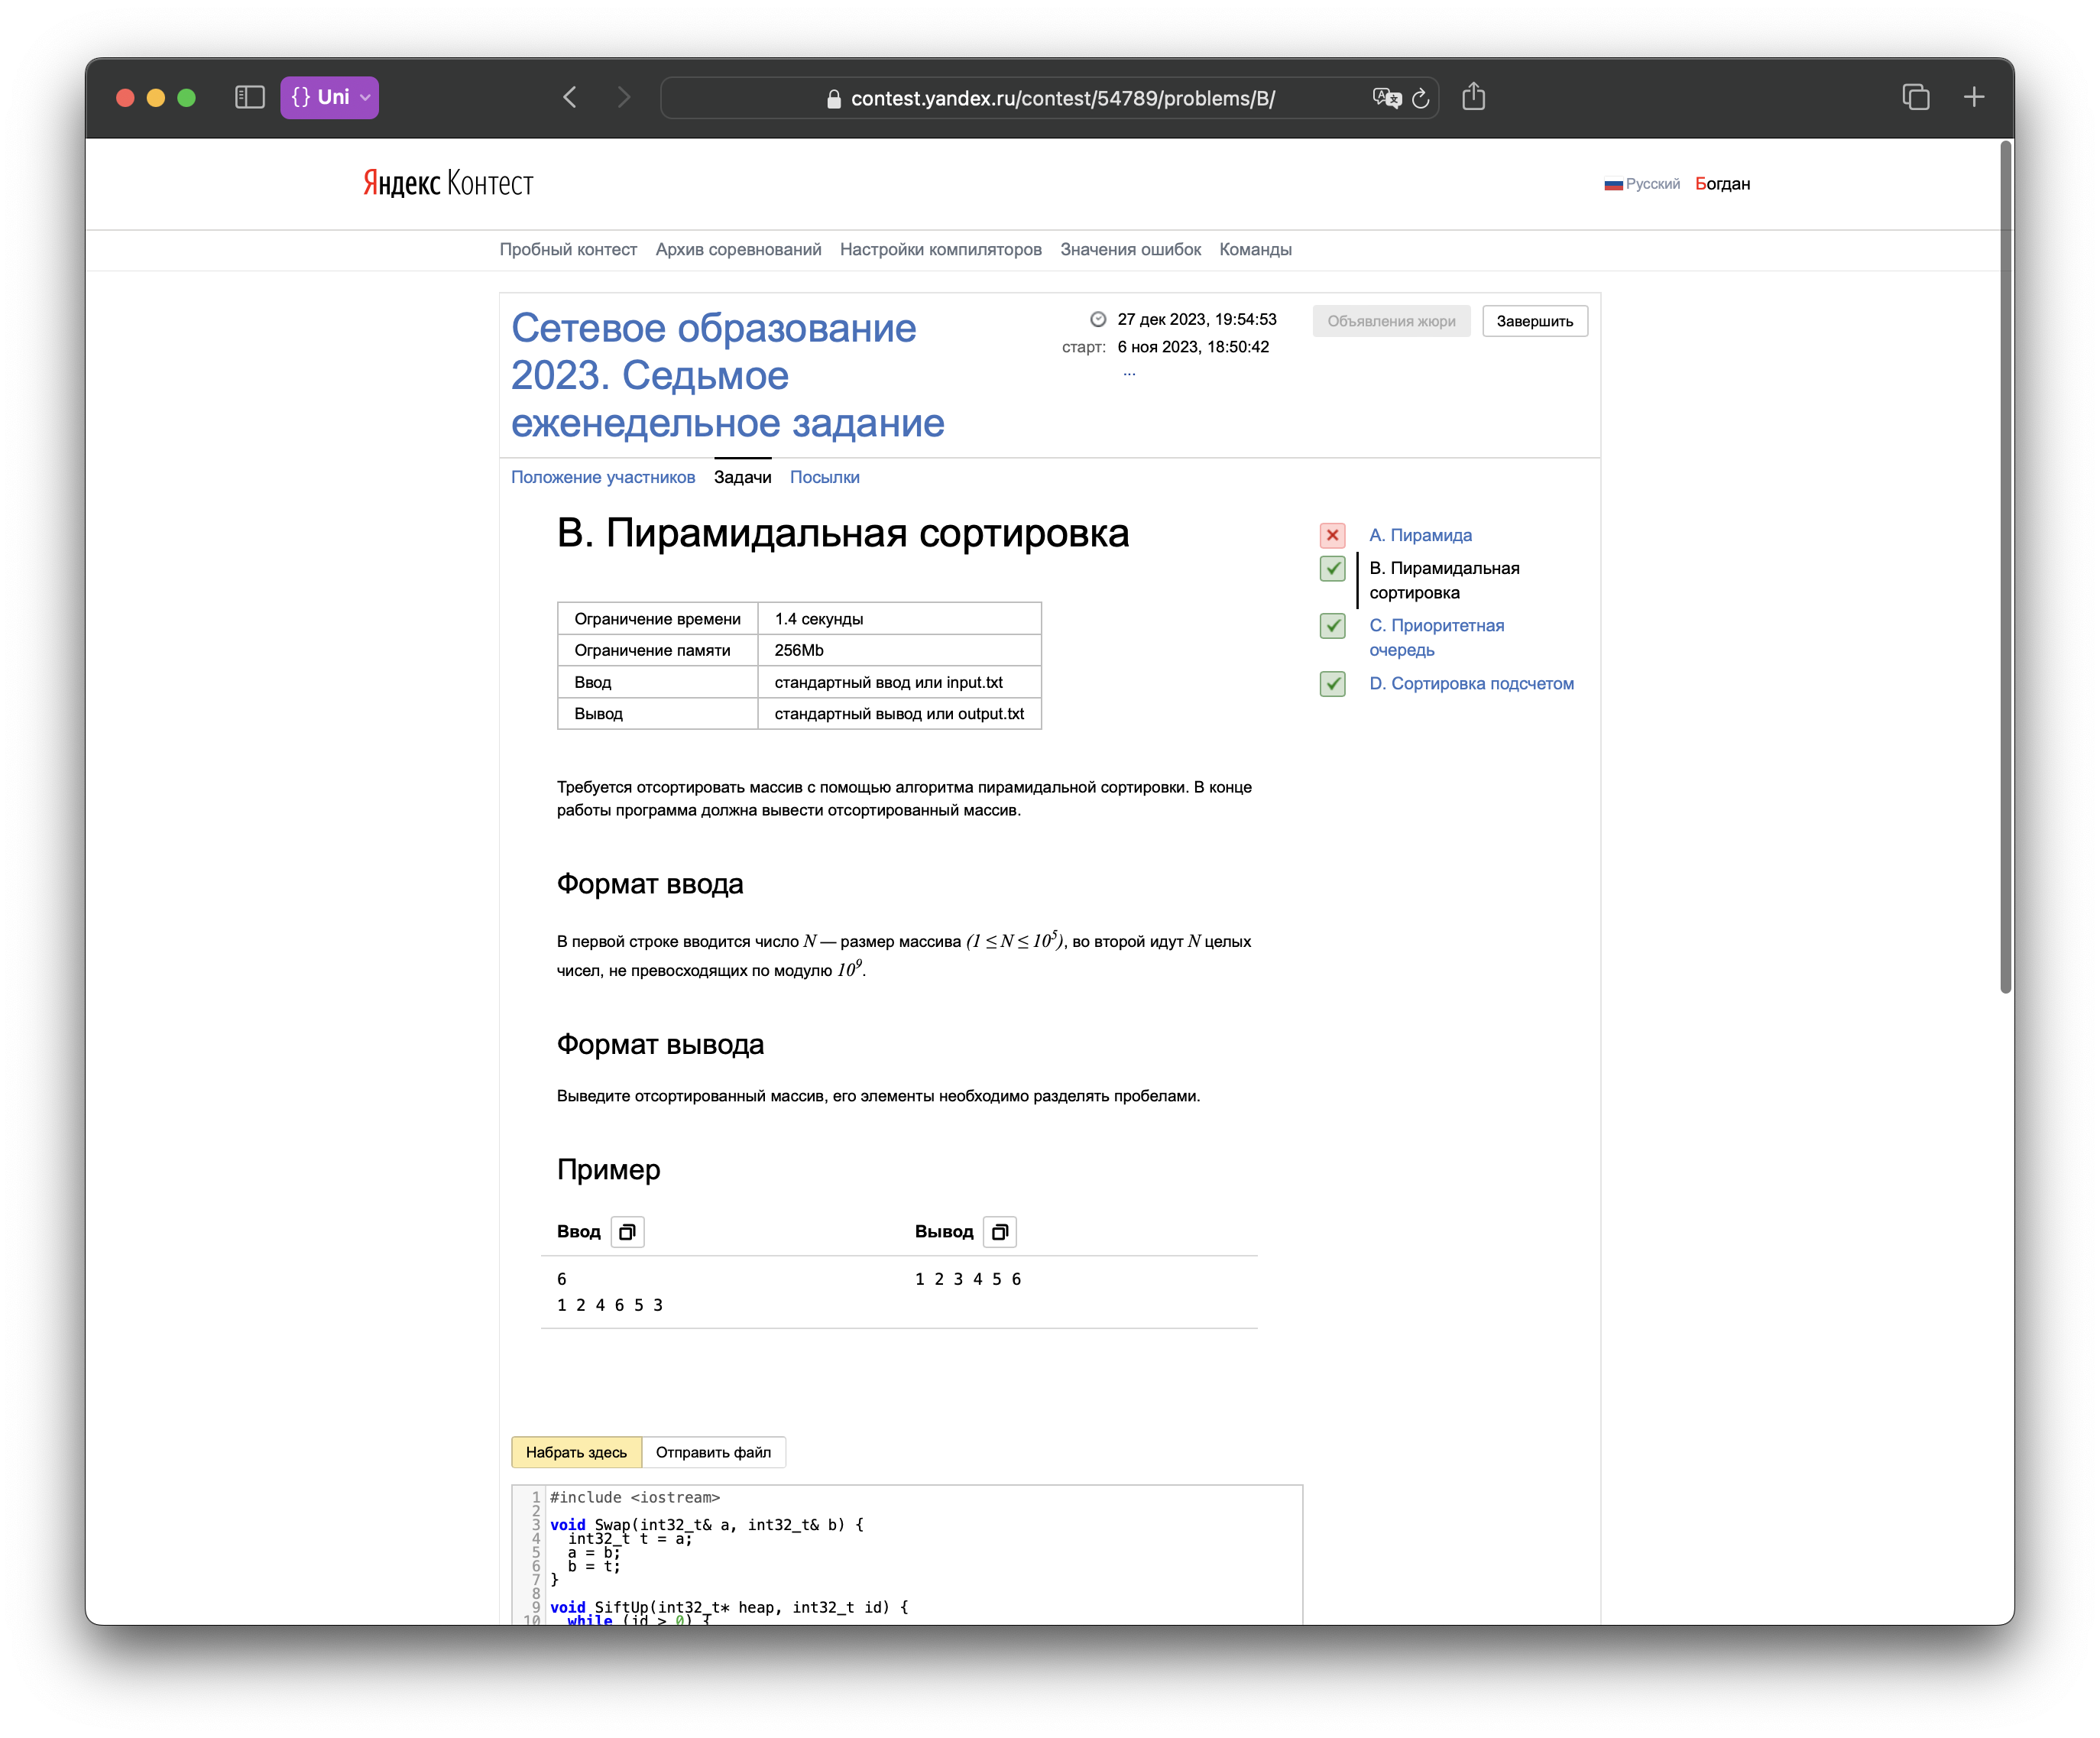 {} Uni
contest.yandex.ru/contest/54789/problems/B/
Яндекс Контест
Русский Богдан
Пробный контест Архив соревнований Настройки компиляторов Значения ошибок Команды
Сетевое образование
2023. Седьмое
еженедельное задание
27 дек 2023, 19:54:53
старт: 6 ноя 2023, 18:50:42
...
Объявления жюри Завершить
Положение участников Задачи Посылки
B. Пирамидальная сортировка
Ограничение времени 1.4 секунды
Ограничение памяти 256Mb
Ввод стандартный ввод или input.txt
Вывод стандартный вывод или output.txt
A. Пирамида
B. Пирамидальная
сортировка
C. Приоритетная
очередь
D. Сортировка подсчетом
Требуется отсортировать массив с помощью алгоритма пирамидальной сортировки. В конце
работы программа должна вывести отсортированный массив.
Формат ввода
В первой строке вводится число N — размер массива (1 ≤ N ≤ 10⁵), во второй идут N целых
чисел, не превосходящих по модулю 10⁹.
Формат вывода
Выведите отсортированный массив, его элементы необходимо разделять пробелами.
Пример
Ввод Вывод
6 1 2 3 4 5 6
1 2 4 6 5 3
Набрать здесь Отправить файл
1 #include <iostream>
2
3 void Swap(int32_t& a, int32_t& b) {
4   int32_t t = a;
5   a = b;
6   b = t;
7 }
8
9 void SiftUp(int32_t* heap, int32_t id) {
10   while (id > 0) {